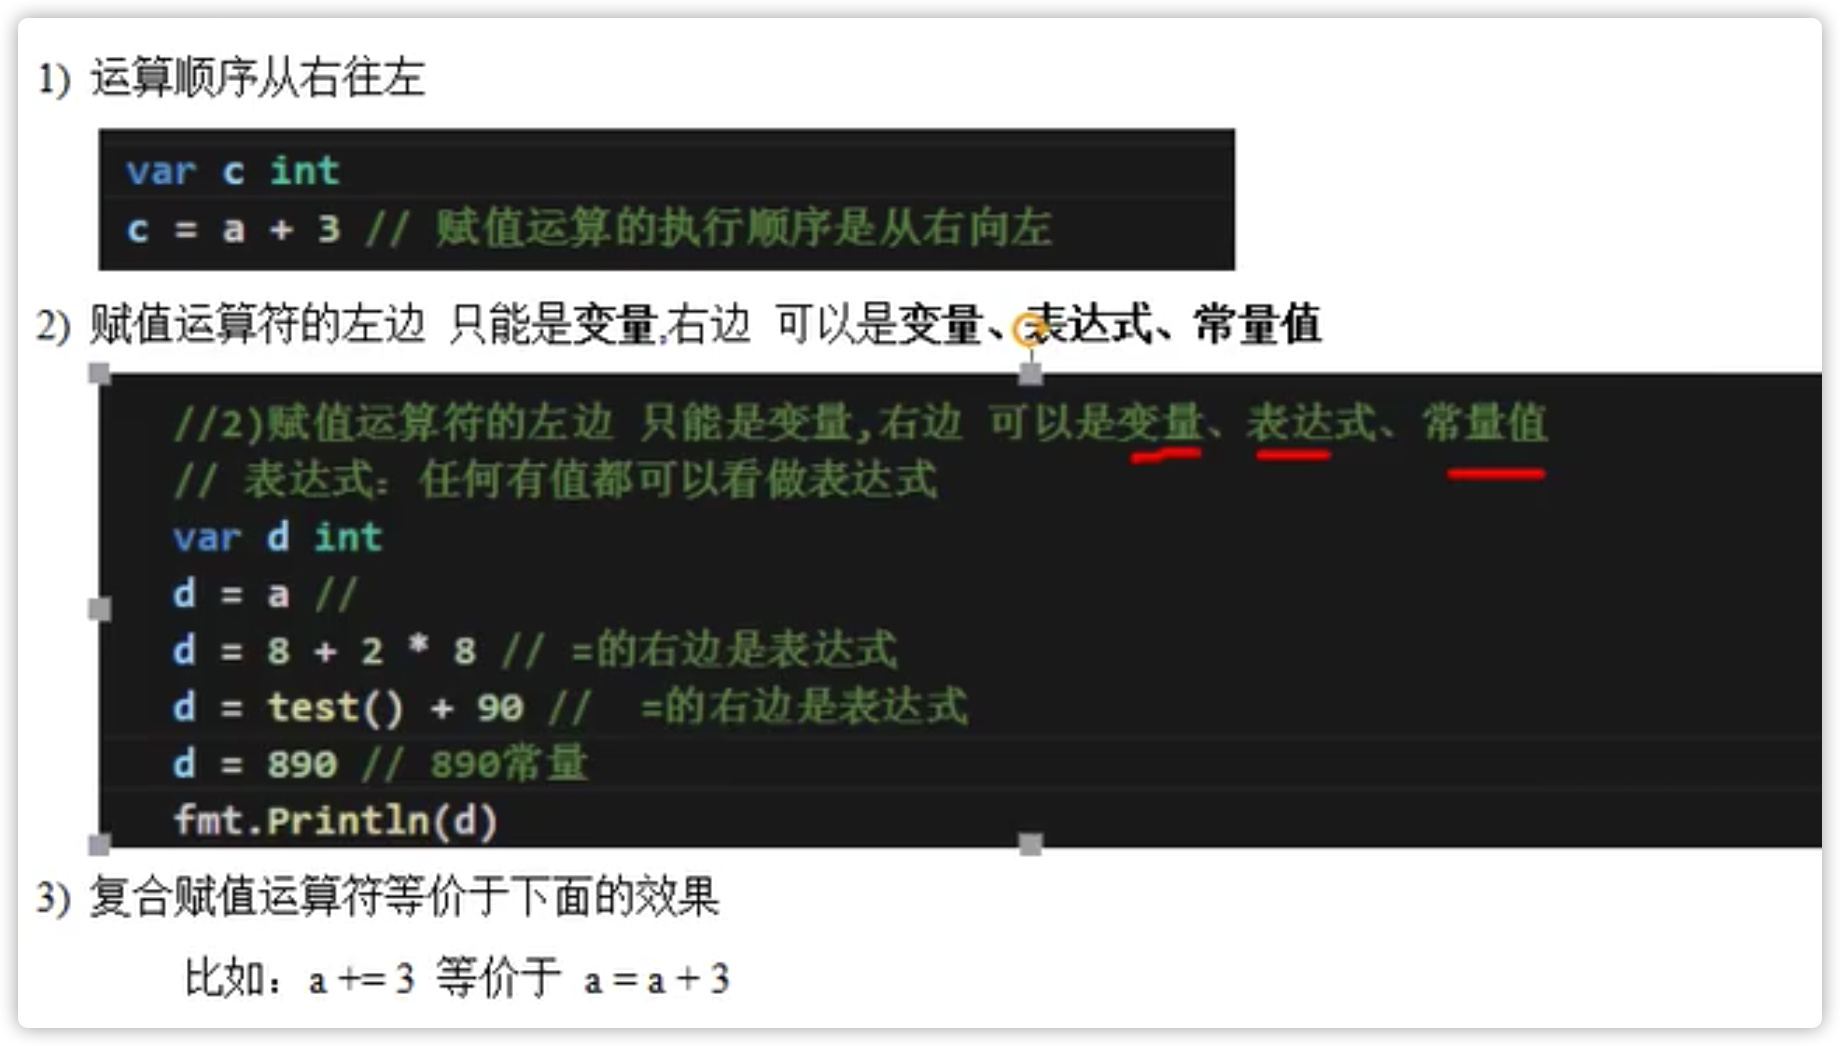 1) 运算顺序从右往左
var c int
c = a + 3 // 赋值运算的执行顺序是从右向左
2) 赋值运算符的左边 只能是变量,右边 可以是变量、表达式、常量值
//2)赋值运算符的左边 只能是变量,右边 可以是变量、表达式、常量值
// 表达式：任何有值都可以看做表达式
var d int
d = a //
d = 8 + 2 * 8 // =的右边是表达式
d = test() + 90 // =的右边是表达式
d = 890 // 890常量
fmt.Println(d)
3) 复合赋值运算符等价于下面的效果
比如：a += 3 等价于 a = a + 3